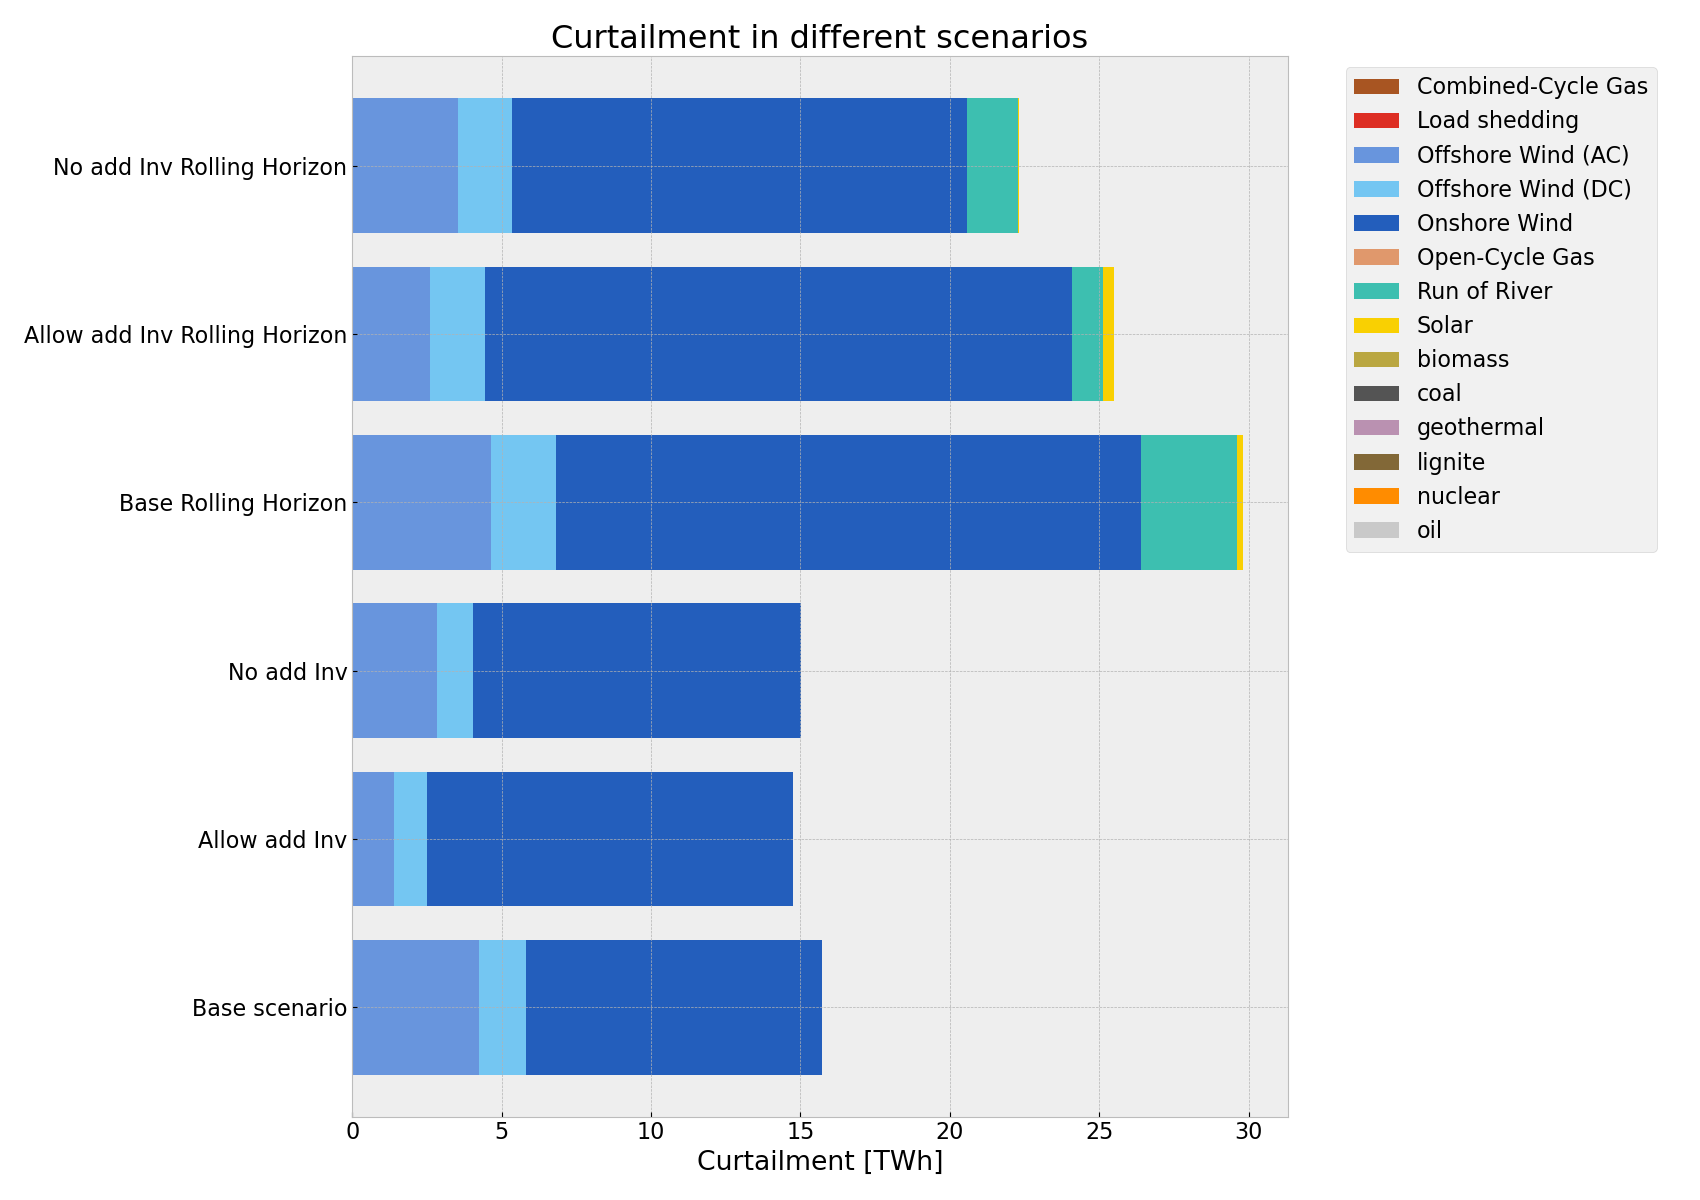 Curtailment in different scenarios
No add Inv Rolling Horizon
Allow add Inv Rolling Horizon
Base Rolling Horizon
No add Inv
Allow add Inv
Base scenario
0 5 10 15 20 25 30
Curtailment [TWh]
Combined-Cycle Gas
Load shedding
Offshore Wind (AC)
Offshore Wind (DC)
Onshore Wind
Open-Cycle Gas
Run of River
Solar
biomass
coal
geothermal
lignite
nuclear
oil